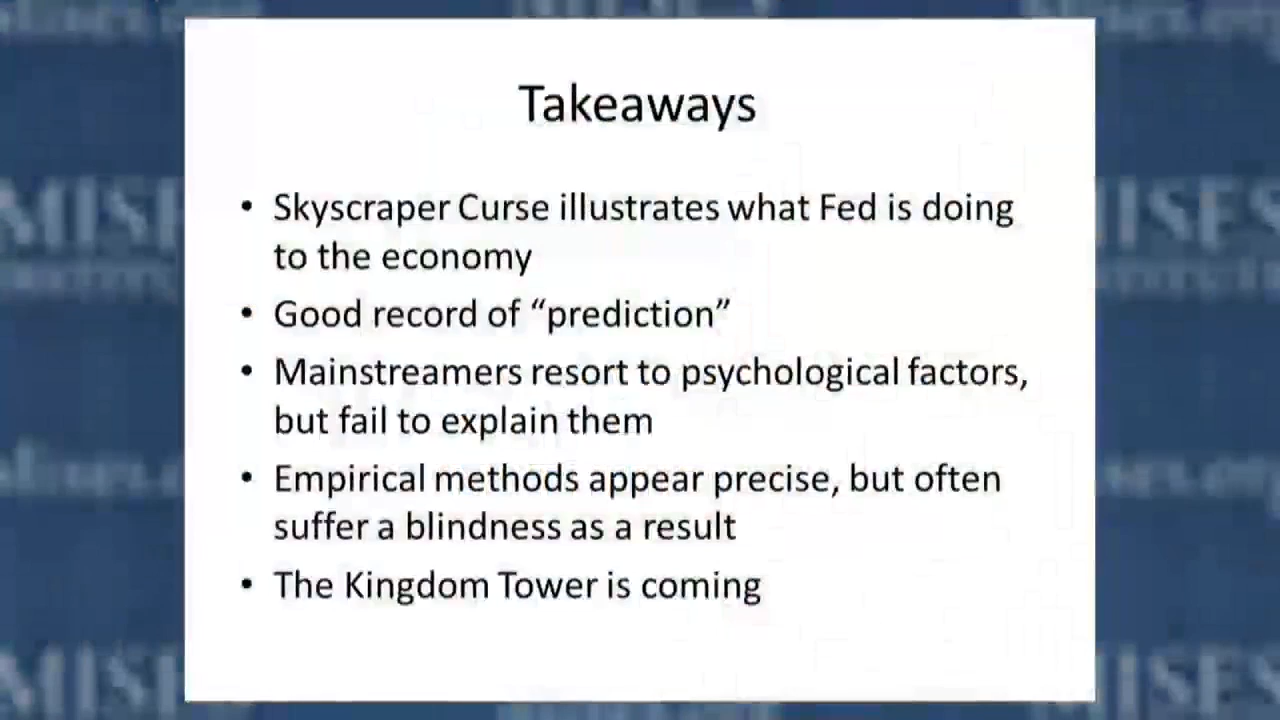 Takeaways
• Skyscraper Curse illustrates what Fed is doing
to the economy
• Good record of “prediction”
• Mainstreamers resort to psychological factors,
but fail to explain them
• Empirical methods appear precise, but often
suffer a blindness as a result
• The Kingdom Tower is coming
MISES
MISES